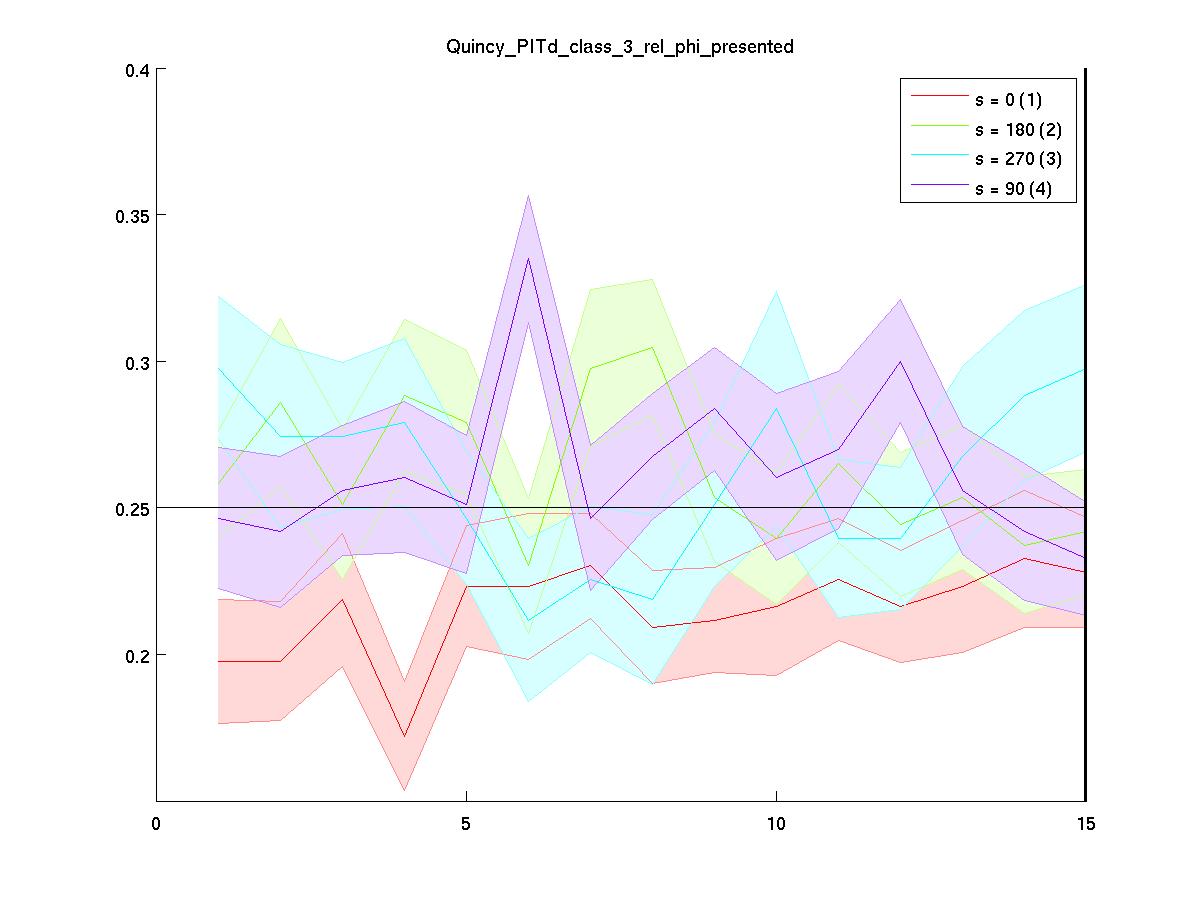 Quincy_PITd_class_3_rel_phi_presented
0.4
0.35
0.3
0.25
0.2
0
5
10
15
s = 0 (1)
s = 180 (2)
s = 270 (3)
s = 90 (4)